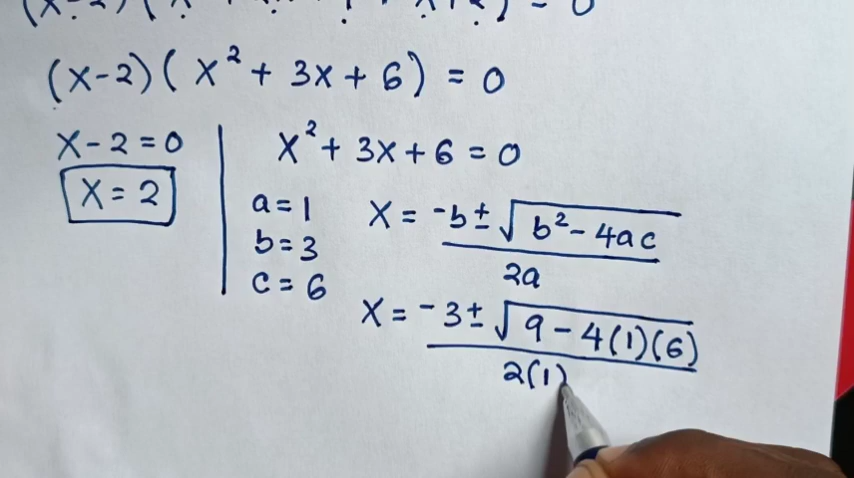 (x-2)(x² + 3x + 6) = 0
x - 2 = 0
x = 2
x² + 3x + 6 = 0
a = 1
b = 3
c = 6
x = -b ± √(b² - 4ac)
2a
x = -3 ± √(9 - 4(1)(6))
2(1)